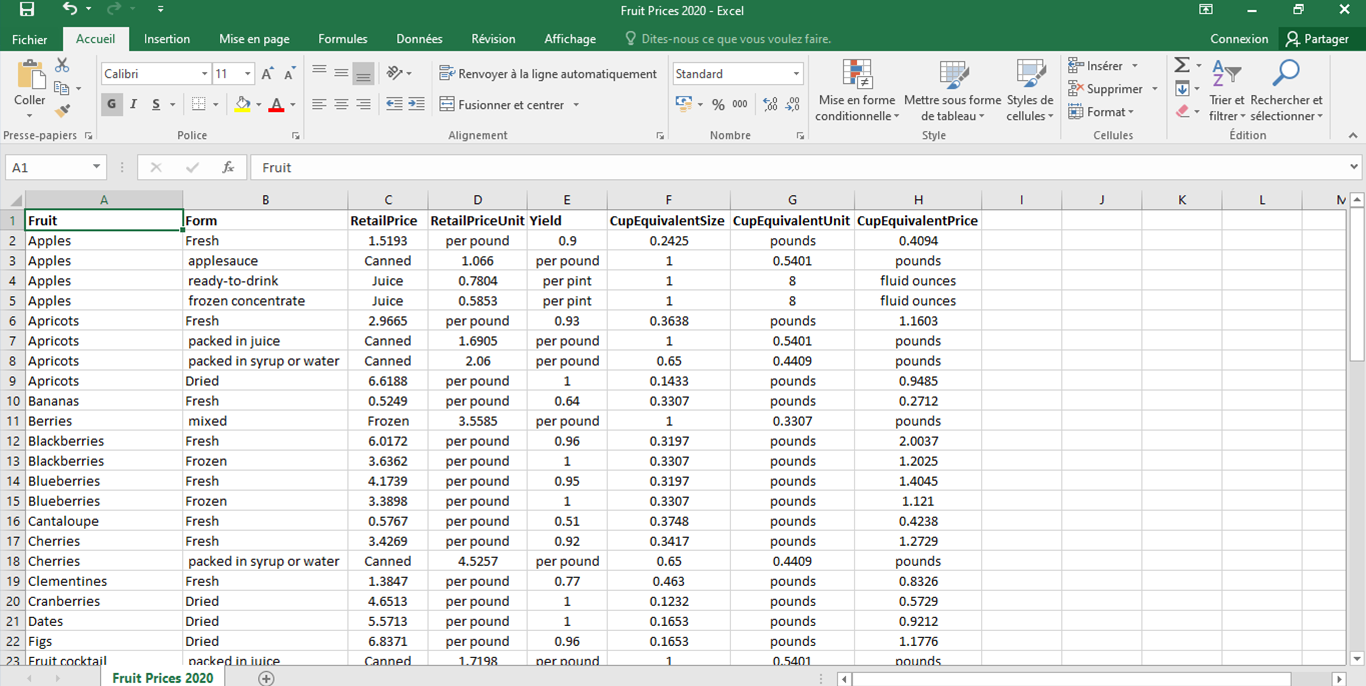 Fruit Prices 2020 - Excel
Fichier Accueil Insertion Mise en page Formules Données Révision Affichage Dites-nous ce que vous voulez faire. Connexion Partager
Coller
Presse-papiers
Calibri 11 A A
G I S A
Police
Renvoyer à la ligne automatiquement
Fusionner et centrer
Alignement
Standard
% 000 ,00 ,00
Nombre
Mise en forme conditionnelle
Mettre sous forme de tableau
Styles de cellules
Style
Insérer
Supprimer
Format
Cellules
Trier et filtrer
Rechercher et sélectionner
Édition
A1 fx Fruit
A B C D E F G H I J K L M
1 Fruit Form RetailPrice RetailPriceUnit Yield CupEquivalentSize CupEquivalentUnit CupEquivalentPrice
2 Apples Fresh 1.5193 per pound 0.9 0.2425 pounds 0.4094
3 Apples applesauce Canned 1.066 per pound 1 0.5401 pounds
4 Apples ready-to-drink Juice 0.7804 per pint 1 8 fluid ounces
5 Apples frozen concentrate Juice 0.5853 per pint 1 8 fluid ounces
6 Apricots Fresh 2.9665 per pound 0.93 0.3638 pounds 1.1603
7 Apricots packed in juice Canned 1.6905 per pound 1 0.5401 pounds
8 Apricots packed in syrup or water Canned 2.06 per pound 0.65 0.4409 pounds
9 Apricots Dried 6.6188 per pound 1 0.1433 pounds 0.9485
10 Bananas Fresh 0.5249 per pound 0.64 0.3307 pounds 0.2712
11 Berries mixed Frozen 3.5585 per pound 1 0.3307 pounds
12 Blackberries Fresh 6.0172 per pound 0.96 0.3197 pounds 2.0037
13 Blackberries Frozen 3.6362 per pound 1 0.3307 pounds 1.2025
14 Blueberries Fresh 4.1739 per pound 0.95 0.3197 pounds 1.4045
15 Blueberries Frozen 3.3898 per pound 1 0.3307 pounds 1.121
16 Cantaloupe Fresh 0.5767 per pound 0.51 0.3748 pounds 0.4238
17 Cherries Fresh 3.4269 per pound 0.92 0.3417 pounds 1.2729
18 Cherries packed in syrup or water Canned 4.5257 per pound 0.65 0.4409 pounds
19 Clementines Fresh 1.3847 per pound 0.77 0.463 pounds 0.8326
20 Cranberries Dried 4.6513 per pound 1 0.1232 pounds 0.5729
21 Dates Dried 5.5713 per pound 1 0.1653 pounds 0.9212
22 Figs Dried 6.8371 per pound 0.96 0.1653 pounds 1.1776
23 Fruit cocktail packed in juice Canned 1.7198 per pound 1 0.5401 pounds
Fruit Prices 2020